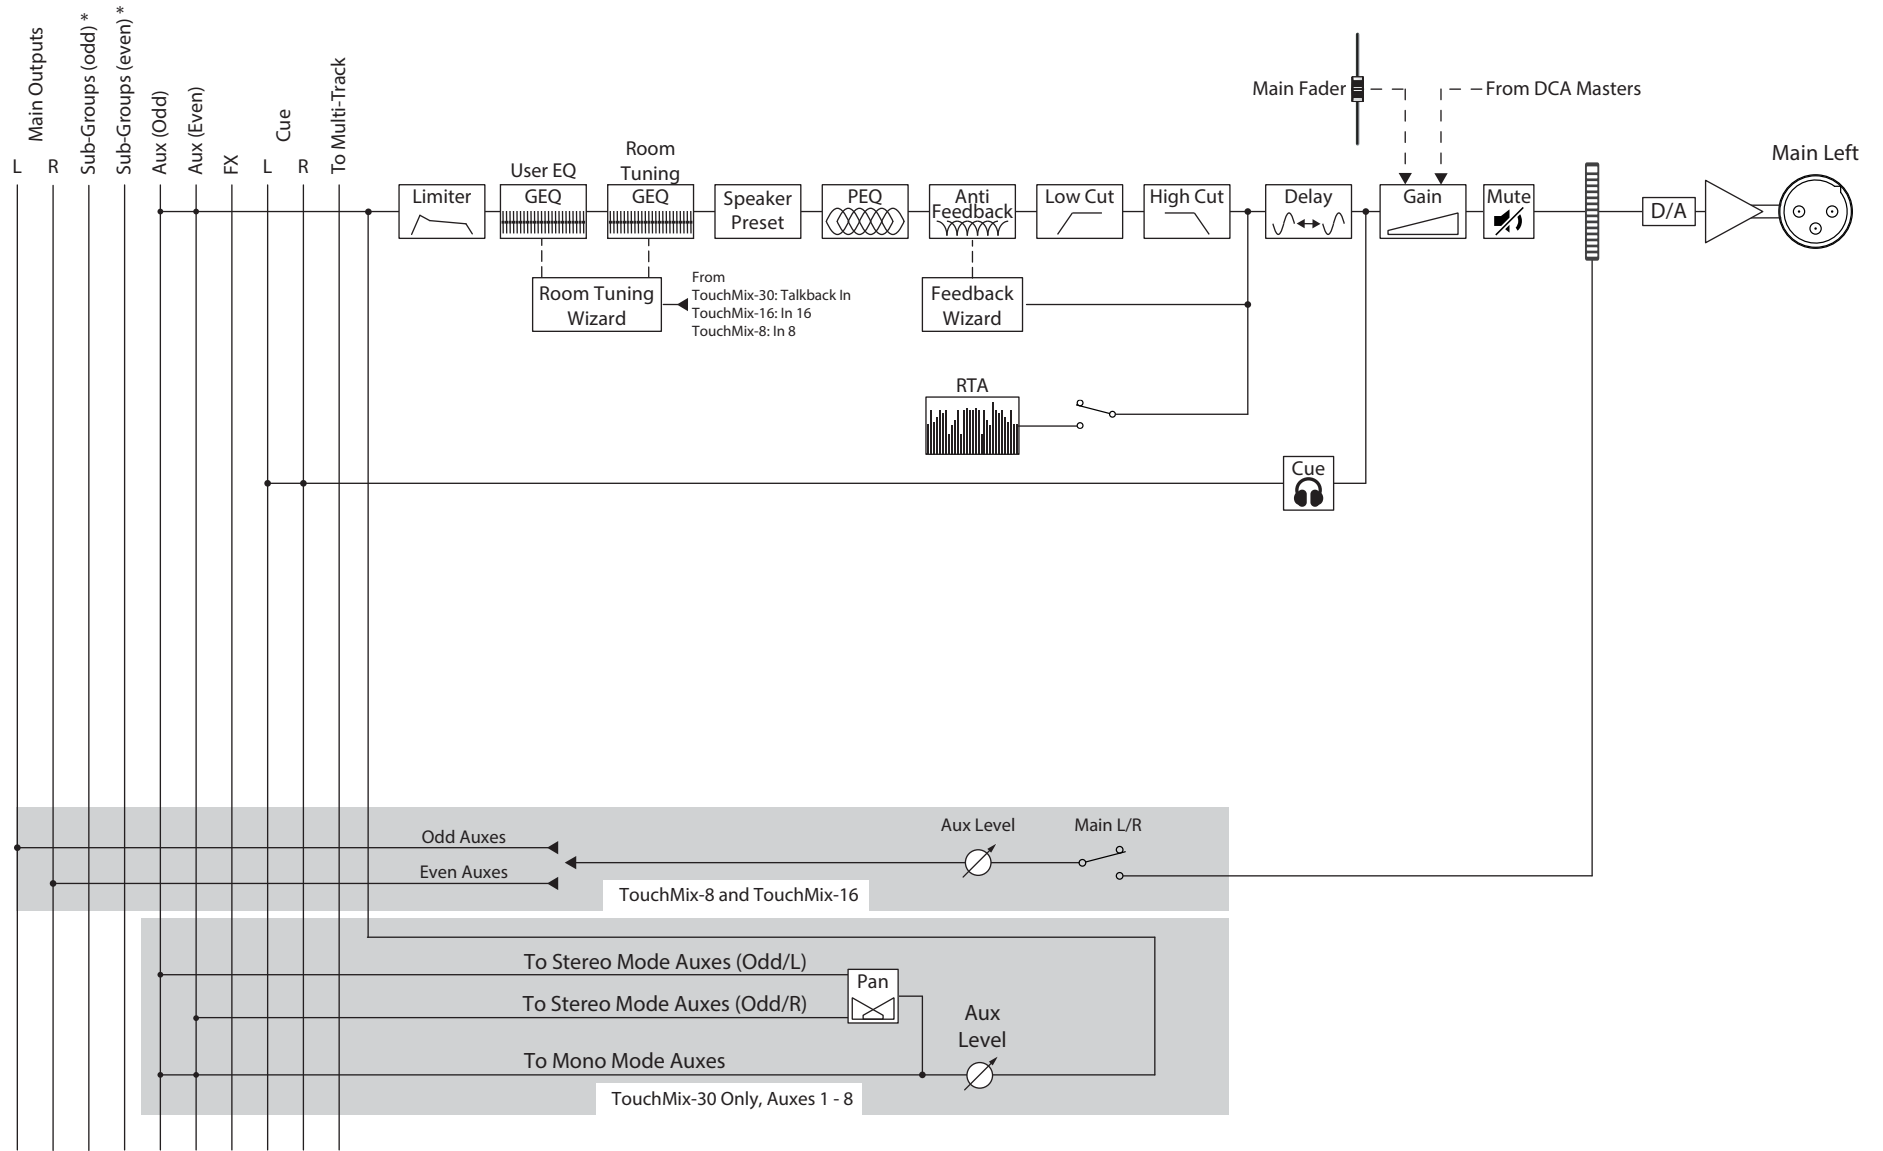 Main Outputs
L
R
Sub-Groups (odd) *
Sub-Groups (even) *
Aux (Odd)
Aux (Even)
FX
Cue
L
R
To Multi-Track
Limiter
User EQ
GEQ
Room
Tuning
GEQ
Speaker
Preset
PEQ
Anti
Feedback
Low Cut
High Cut
Delay
Main Fader
From DCA Masters
Gain
Mute
D/A
Main Left
Room Tuning
Wizard
From
TouchMix-30: Talkback In
TouchMix-16: In 16
TouchMix-8: In 8
Feedback
Wizard
RTA
Cue
Odd Auxes
Even Auxes
Aux Level
Main L/R
TouchMix-8 and TouchMix-16
To Stereo Mode Auxes (Odd/L)
To Stereo Mode Auxes (Odd/R)
Pan
Aux
Level
To Mono Mode Auxes
TouchMix-30 Only, Auxes 1 - 8